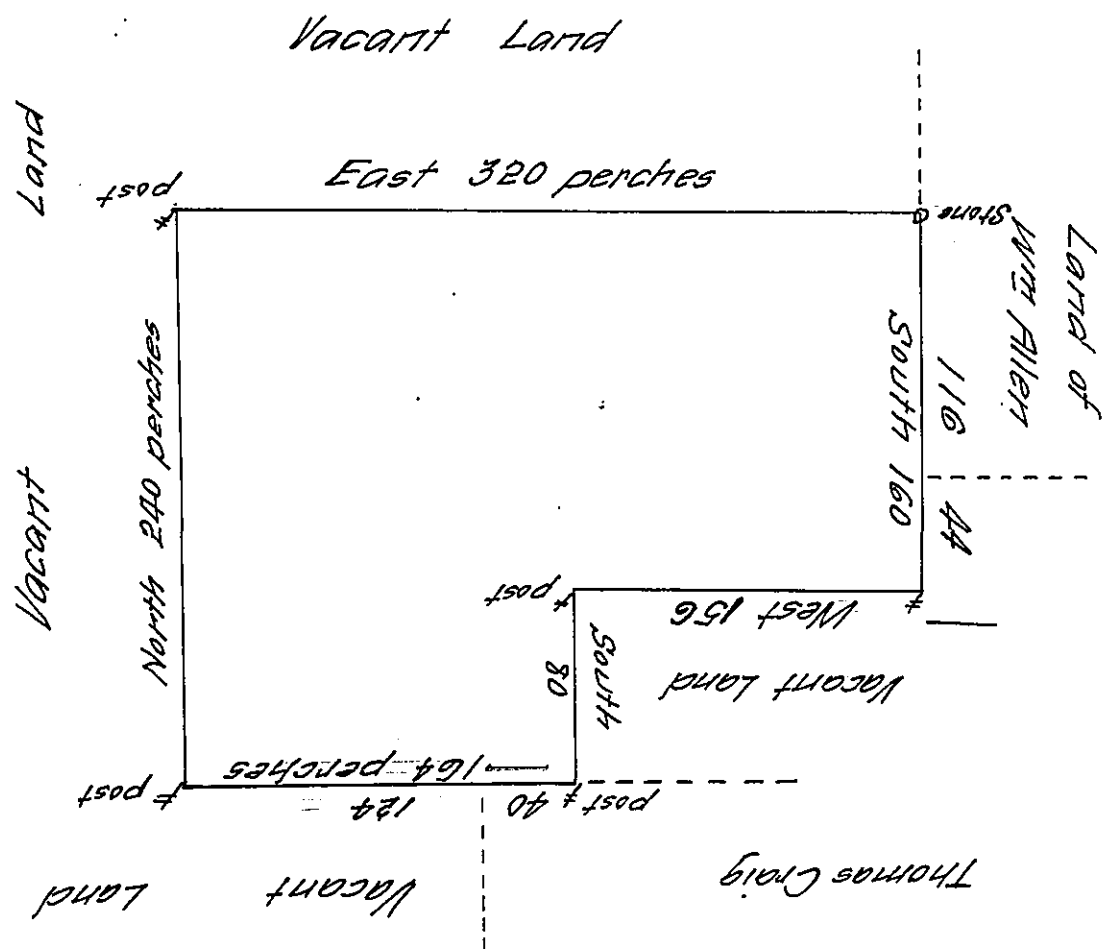 Vacant Land
Land
Vacant
post
East 320 perches
Stone
Land of
Wm Allen
116
44
South 160
North 240 perches
post
West 156
South
80
Vacant Land
164 perches
post
124
40
post
Vacant
Land
Thomas Craig